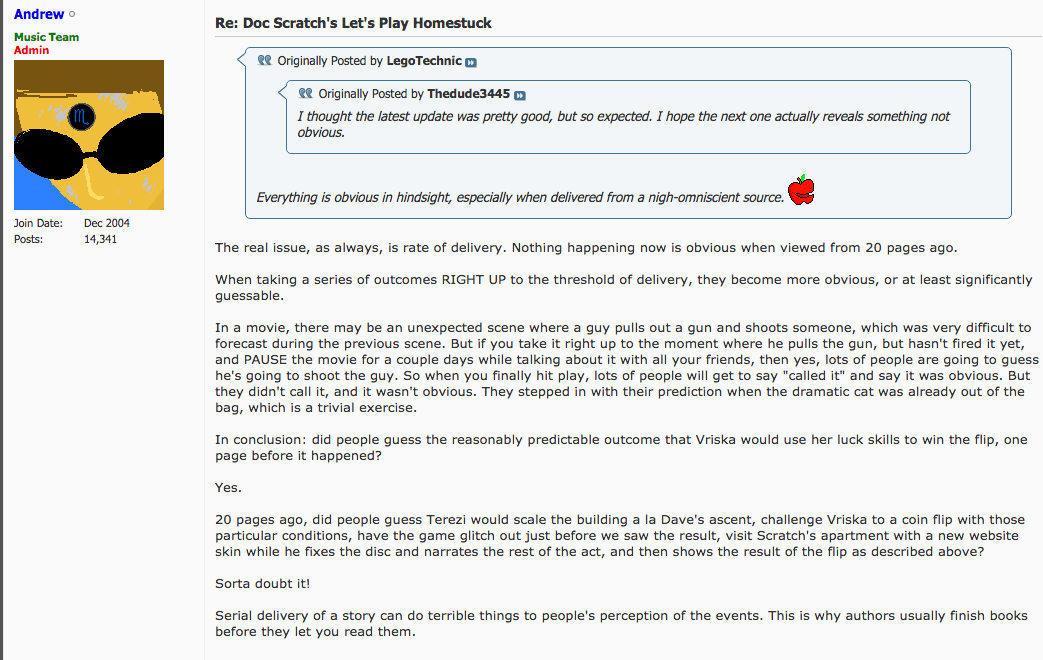 Andrew
Music Team
Admin
♏
Join Date: Dec 2004
Posts: 14,341
Re: Doc Scratch's Let's Play Homestuck
Originally Posted by LegoTechnic
Originally Posted by Thedude3445
I thought the latest update was pretty good, but so expected. I hope the next one actually reveals something not
obvious.
Everything is obvious in hindsight, especially when delivered from a nigh-omniscient source.
The real issue, as always, is rate of delivery. Nothing happening now is obvious when viewed from 20 pages ago.
When taking a series of outcomes RIGHT UP to the threshold of delivery, they become more obvious, or at least significantly
guessable.
In a movie, there may be an unexpected scene where a guy pulls out a gun and shoots someone, which was very difficult to
forecast during the previous scene. But if you take it right up to the moment where he pulls the gun, but hasn't fired it yet,
and PAUSE the movie for a couple days while talking about it with all your friends, then yes, lots of people are going to guess
he's going to shoot the guy. So when you finally hit play, lots of people will get to say "called it" and say it was obvious. But
they didn't call it, and it wasn't obvious. They stepped in with their prediction when the dramatic cat was already out of the
bag, which is a trivial exercise.
In conclusion: did people guess the reasonably predictable outcome that Vriska would use her luck skills to win the flip, one
page before it happened?
Yes.
20 pages ago, did people guess Terezi would scale the building a la Dave's ascent, challenge Vriska to a coin flip with those
particular conditions, have the game glitch out just before we saw the result, visit Scratch's apartment with a new website
skin while he fixes the disc and narrates the rest of the act, and then shows the result of the flip as described above?
Sorta doubt it!
Serial delivery of a story can do terrible things to people's perception of the events. This is why authors usually finish books
before they let you read them.